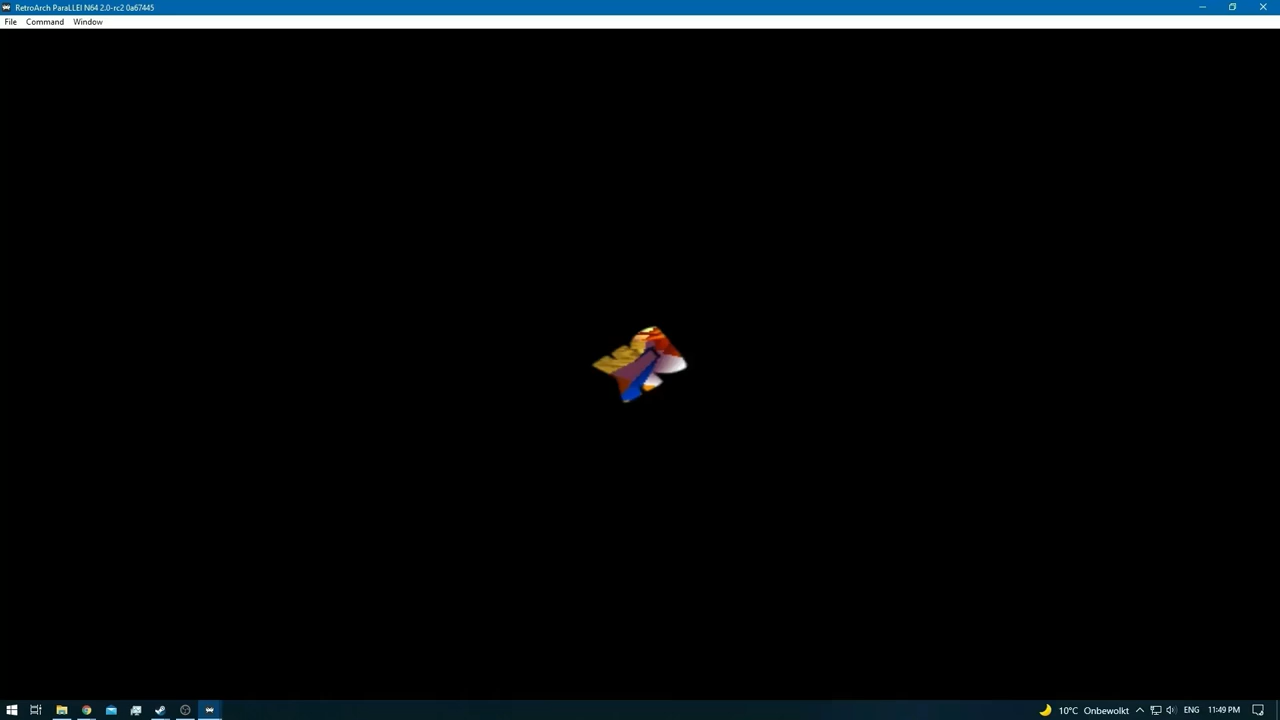 RetroArch ParaLLEl N64 2.0-rc2 0a67445
File Command Window
10°C Onbewolkt ENG 11:49 PM